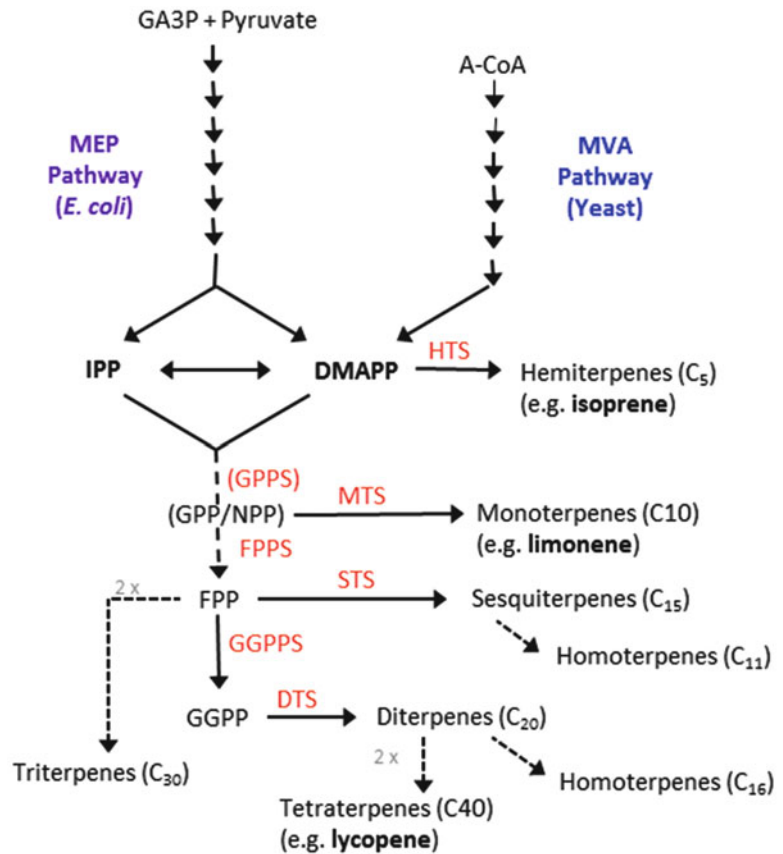 GA3P + Pyruvate
A-CoA
MEP
Pathway
(E. coli)
MVA
Pathway
(Yeast)
IPP
DMAPP
HTS
Hemiterpenes (C₅)
(e.g. isoprene)
(GPPS)
(GPP/NPP)
MTS
Monoterpenes (C10)
(e.g. limonene)
FPPS
2 x
FPP
STS
Sesquiterpenes (C₁₅)
GGPPS
Homoterpenes (C₁₁)
GGPP
DTS
Diterpenes (C₂₀)
2 x
Triterpenes (C₃₀)
Homoterpenes (C₁₆)
Tetraterpenes (C40)
(e.g. lycopene)